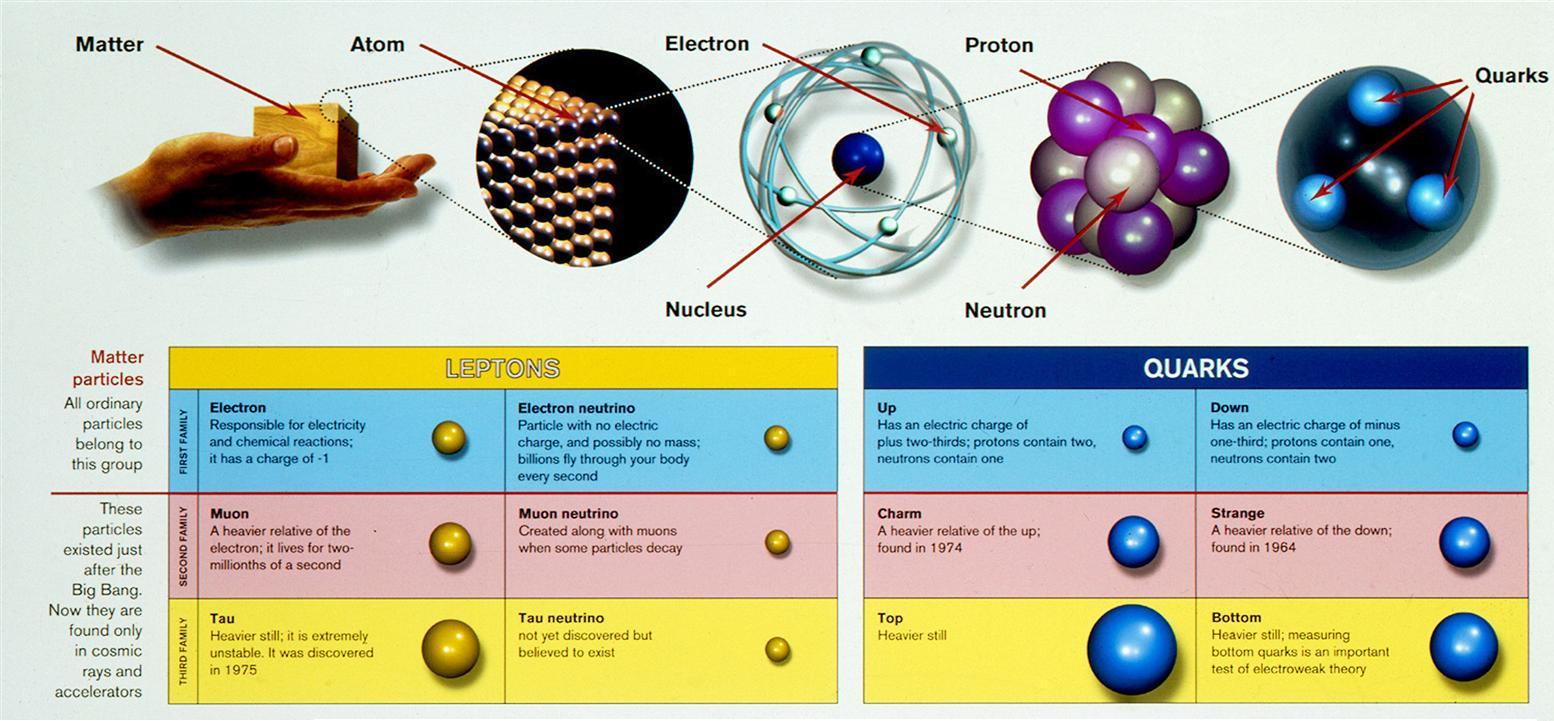 Matter
Atom
Electron
Proton
Quarks
Nucleus
Neutron
Matter
particles
All ordinary
particles
belong to
this group
These
particles
existed just
after the
Big Bang.
Now they are
found only
in cosmic
rays and
accelerators
LEPTONS
FIRST FAMILY
Electron
Responsible for electricity
and chemical reactions;
it has a charge of -1
Electron neutrino
Particle with no electric
charge, and possibly no mass;
billions fly through your body
every second
SECOND FAMILY
Muon
A heavier relative of the
electron; it lives for two-
millionths of a second
Muon neutrino
Created along with muons
when some particles decay
THIRD FAMILY
Tau
Heavier still; it is extremely
unstable. It was discovered
in 1975
Tau neutrino
not yet discovered but
believed to exist
QUARKS
Up
Has an electric charge of
plus two-thirds; protons contain two,
neutrons contain one
Down
Has an electric charge of minus
one-third; protons contain one,
neutrons contain two
Charm
A heavier relative of the up;
found in 1974
Strange
A heavier relative of the down;
found in 1964
Top
Heavier still
Bottom
Heavier still; measuring
bottom quarks is an important
test of electroweak theory